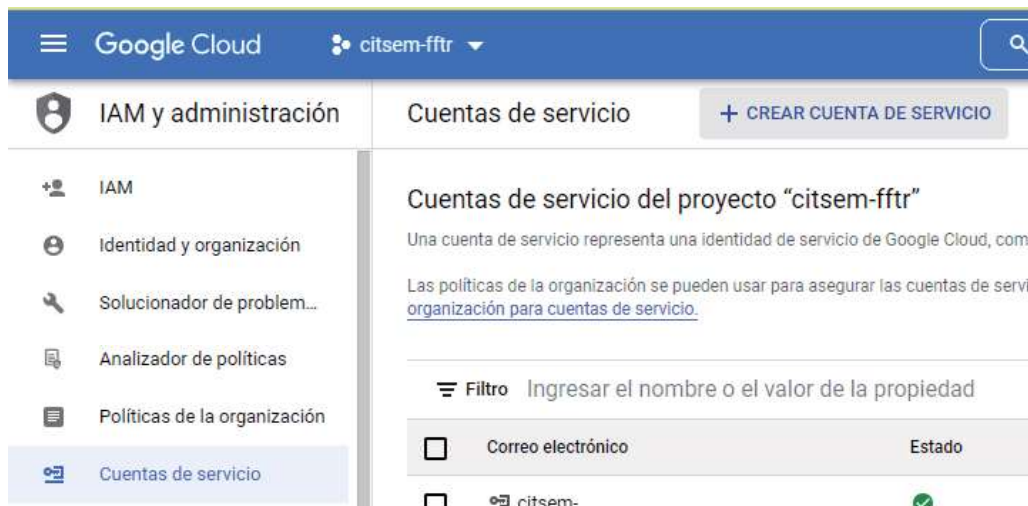 Google Cloud
citsem-fftr
IAM y administración
Cuentas de servicio
+ CREAR CUENTA DE SERVICIO
IAM
Identidad y organización
Solucionador de problem...
Analizador de políticas
Políticas de la organización
Cuentas de servicio
Cuentas de servicio del proyecto “citsem-fftr”
Una cuenta de servicio representa una identidad de servicio de Google Cloud, com
Las políticas de la organización se pueden usar para asegurar las cuentas de servi
organización para cuentas de servicio.
Filtro Ingresar el nombre o el valor de la propiedad
Correo electrónico Estado
citsem-